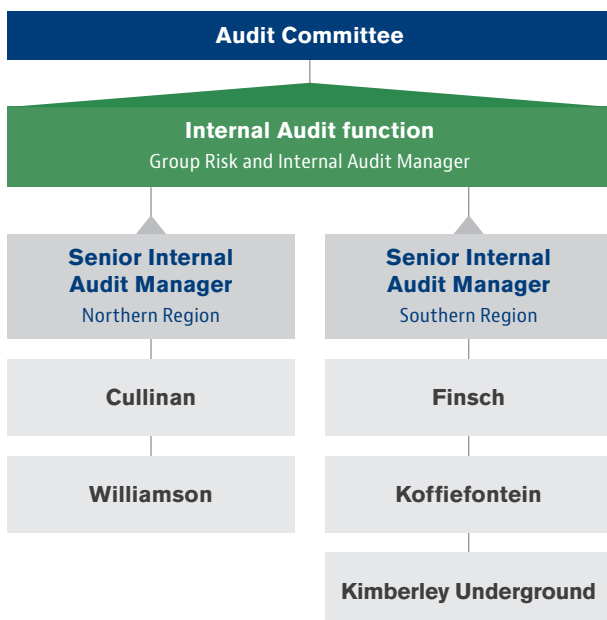 Audit Committee
Internal Audit function
Group Risk and Internal Audit Manager
Senior Internal
Audit Manager
Northern Region
Cullinan
Williamson
Senior Internal
Audit Manager
Southern Region
Finsch
Koffiefontein
Kimberley Underground